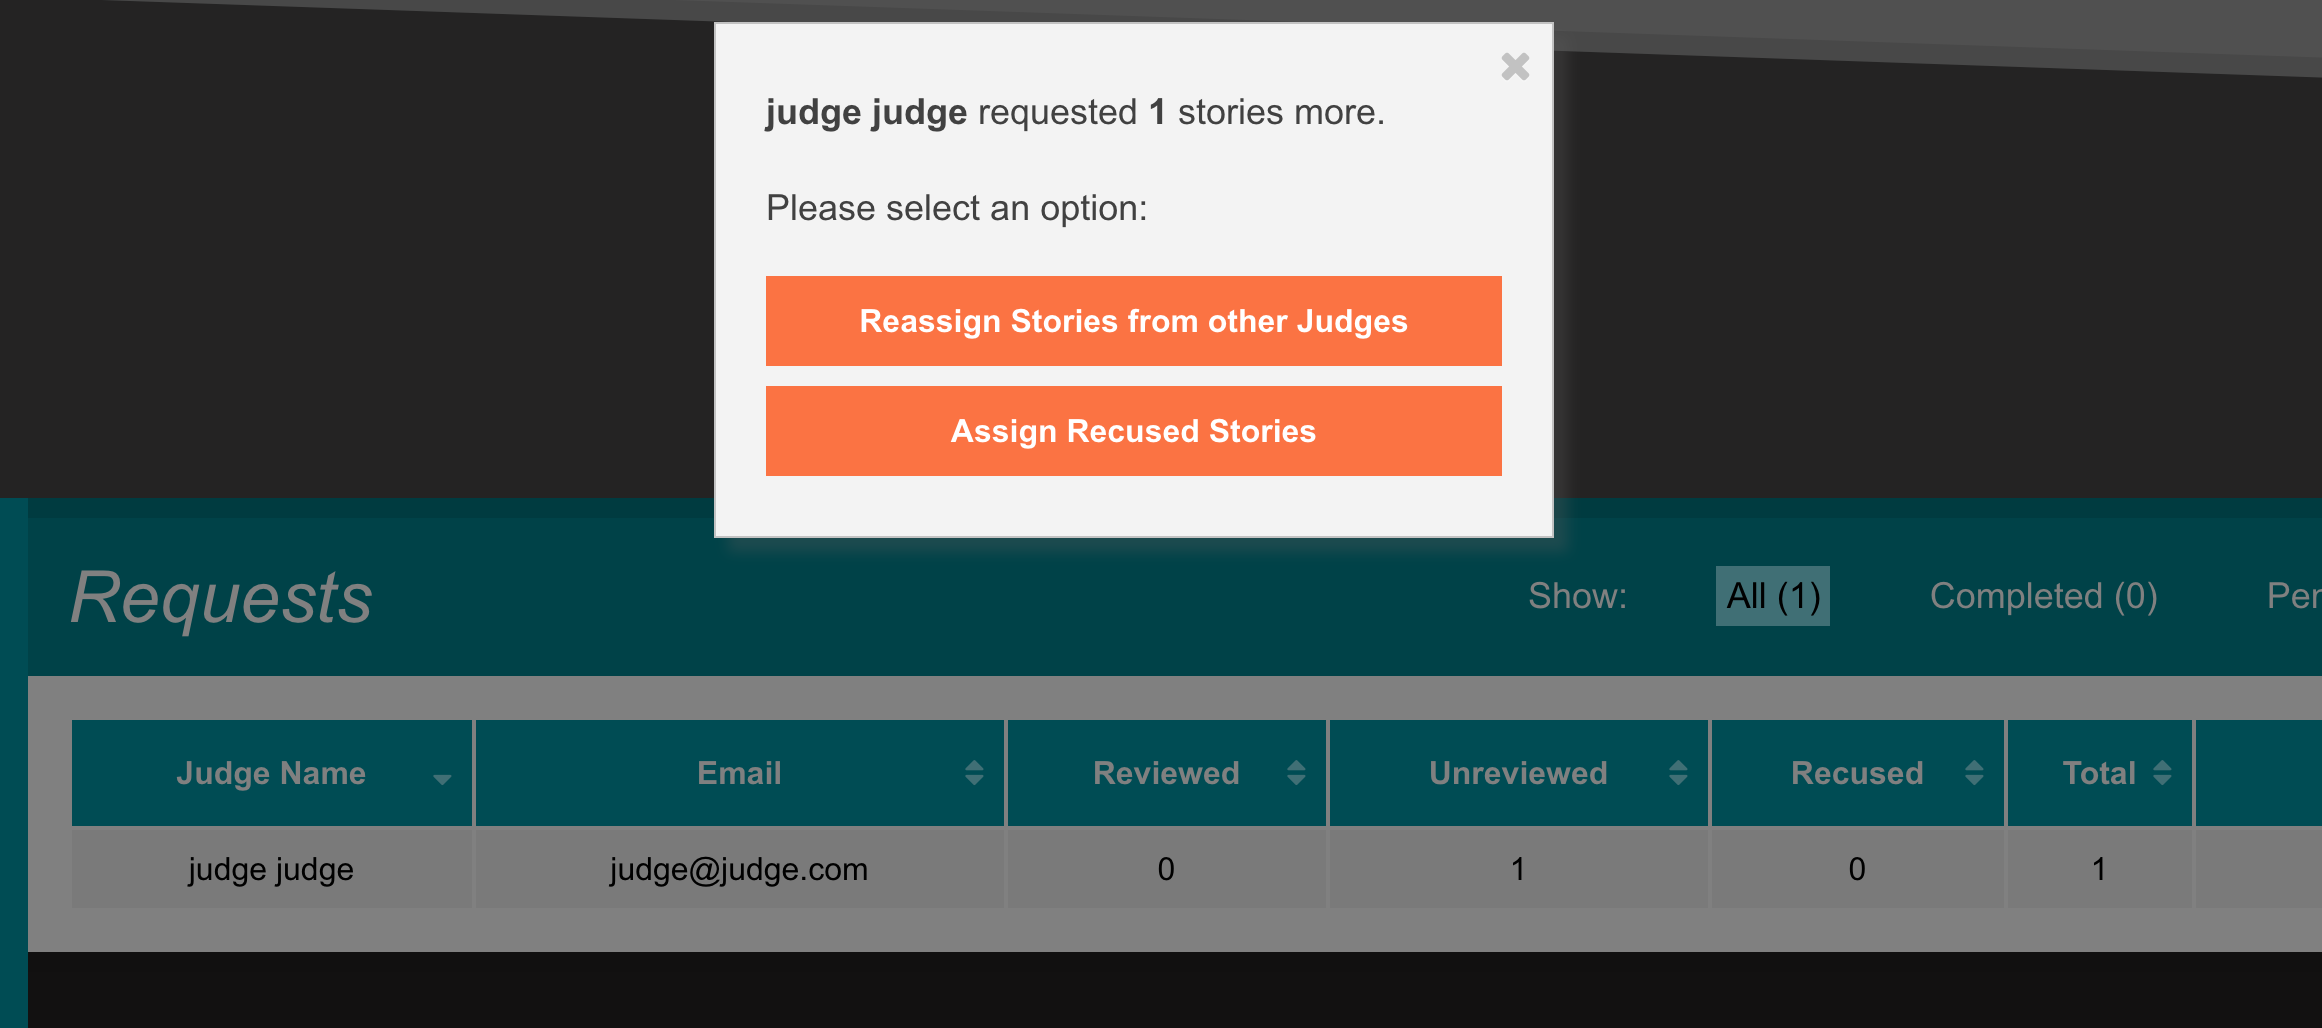 judge judge requested 1 stories more.
Please select an option:
Reassign Stories from other Judges
Assign Recused Stories
Requests Show: All (1) Completed (0)
Judge Name Email Reviewed Unreviewed Recused Total
judge judge judge@judge.com 0 1 0 1